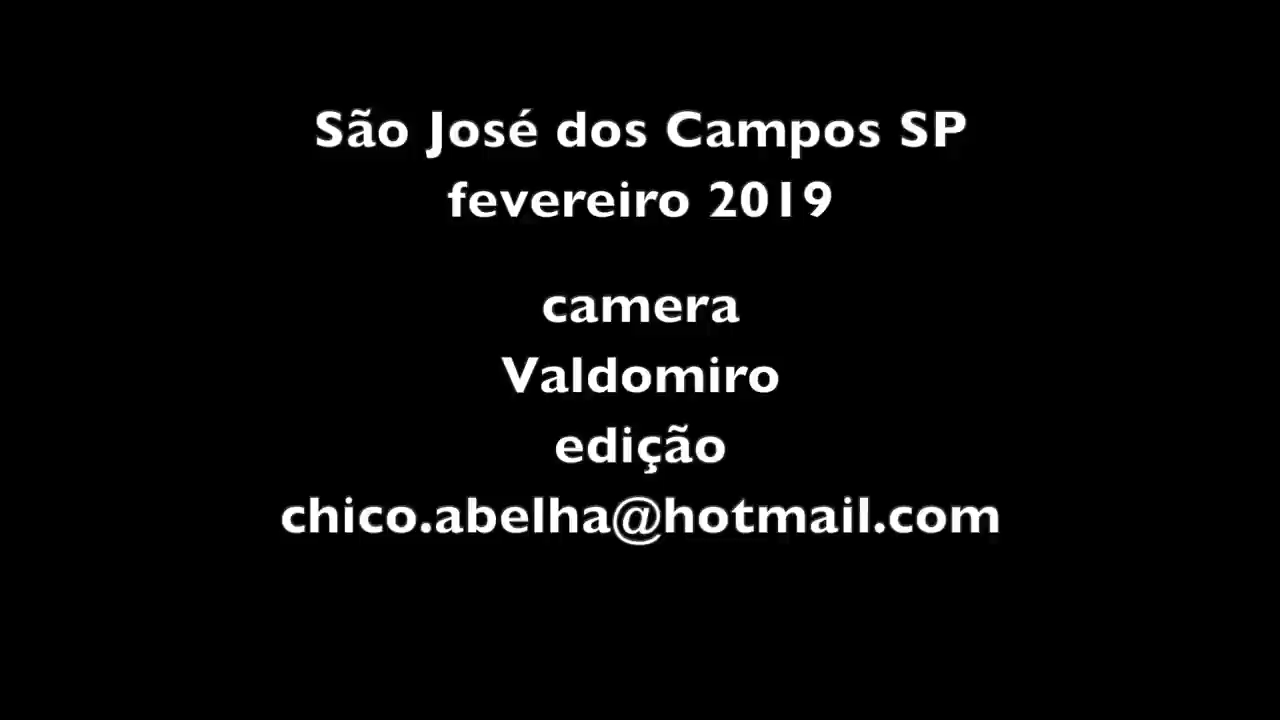 São José dos Campos SP
fevereiro 2019
camera
Valdomiro
edição
chico.abelha@hotmail.com